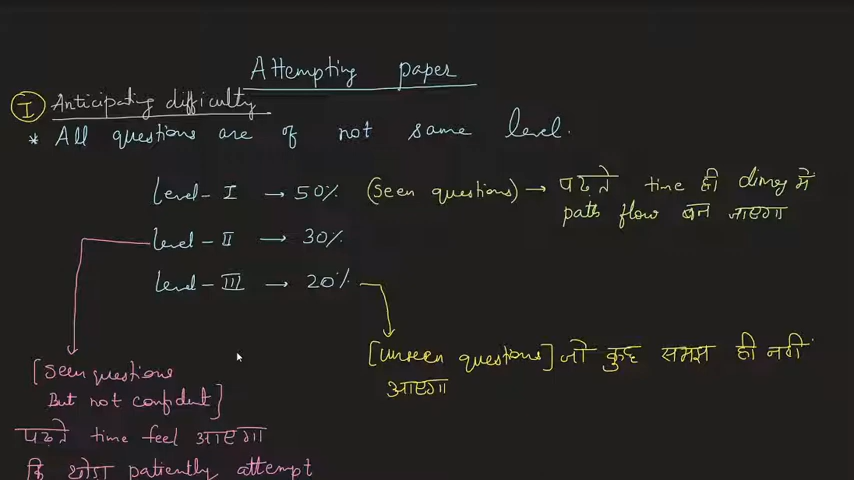 Attempting paper
I Anticipating difficulty
* All questions are of not same level.
Level - I → 50% (Seen questions) → पढ़ते time ही dimag में
path flow बन जाएगा
Level - II → 30%
Level - III → 20%
[Unseen questions] जो कुछ समझ ही नहीं
आएगा
[Seen questions
But not confident]
पढ़ते time feel आएगा
कि थोड़ा patiently attempt